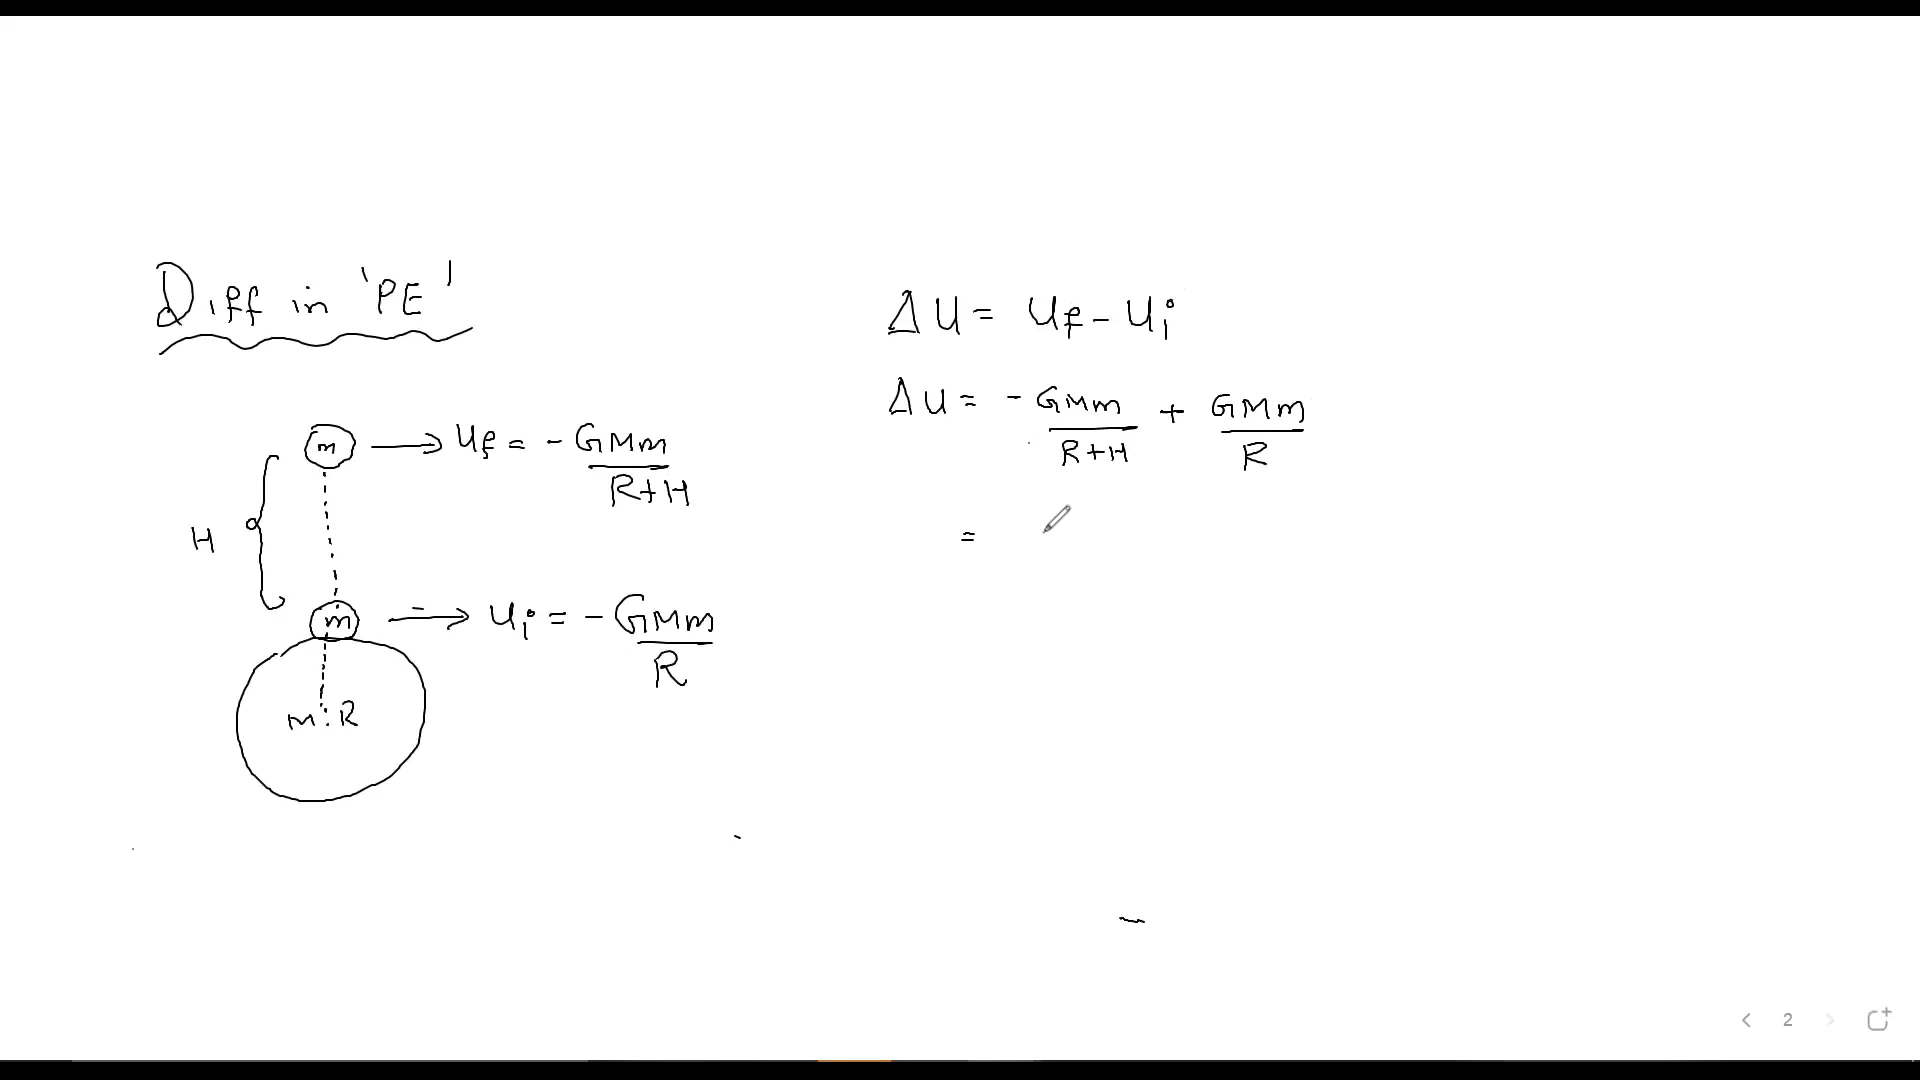 Diff in 'PE'
m → Uf = - GMm / R+H
H
m → Ui = - GMm / R
m : R
ΔU = Uf - Ui
ΔU = - GMm / R+H + GMm / R
=
2